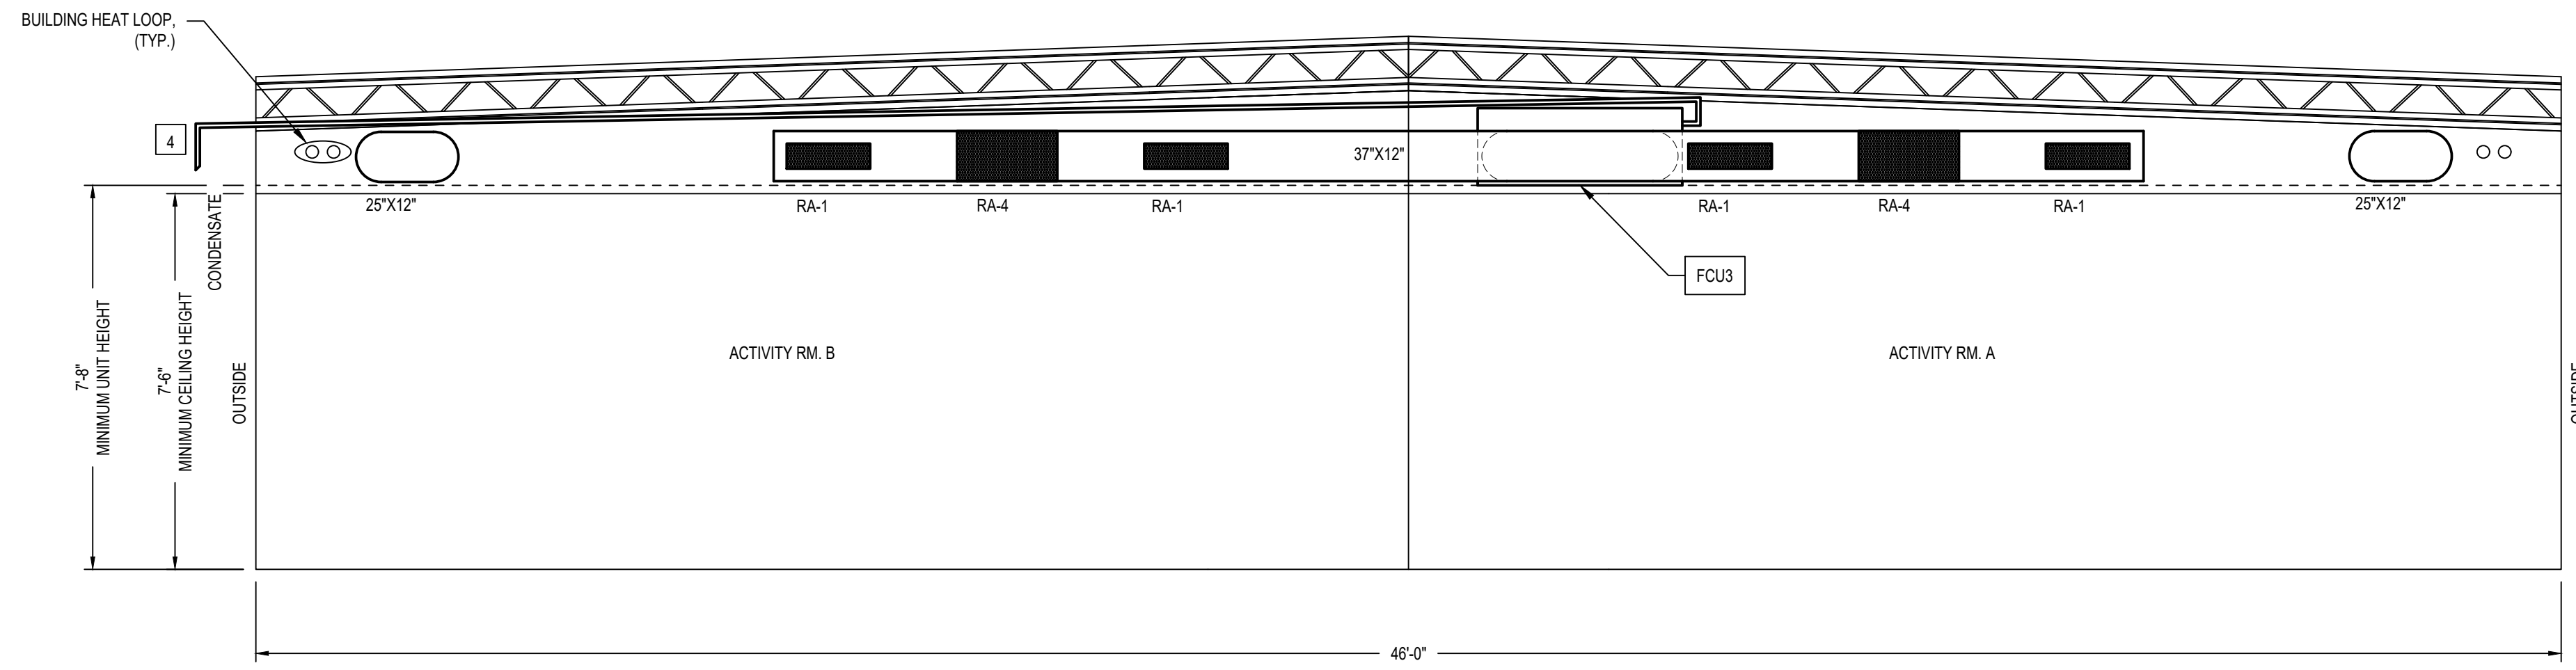 BUILDING HEAT LOOP,
(TYP.)
4
37"X12"
25"X12"
RA-1
RA-4
RA-1
RA-1
RA-4
RA-1
25"X12"
CONDENSATE
FCU3
7'-8"
MINIMUM UNIT HEIGHT
7'-6"
MINIMUM CEILING HEIGHT
OUTSIDE
ACTIVITY RM. B
ACTIVITY RM. A
OUTSIDE
46'-0"